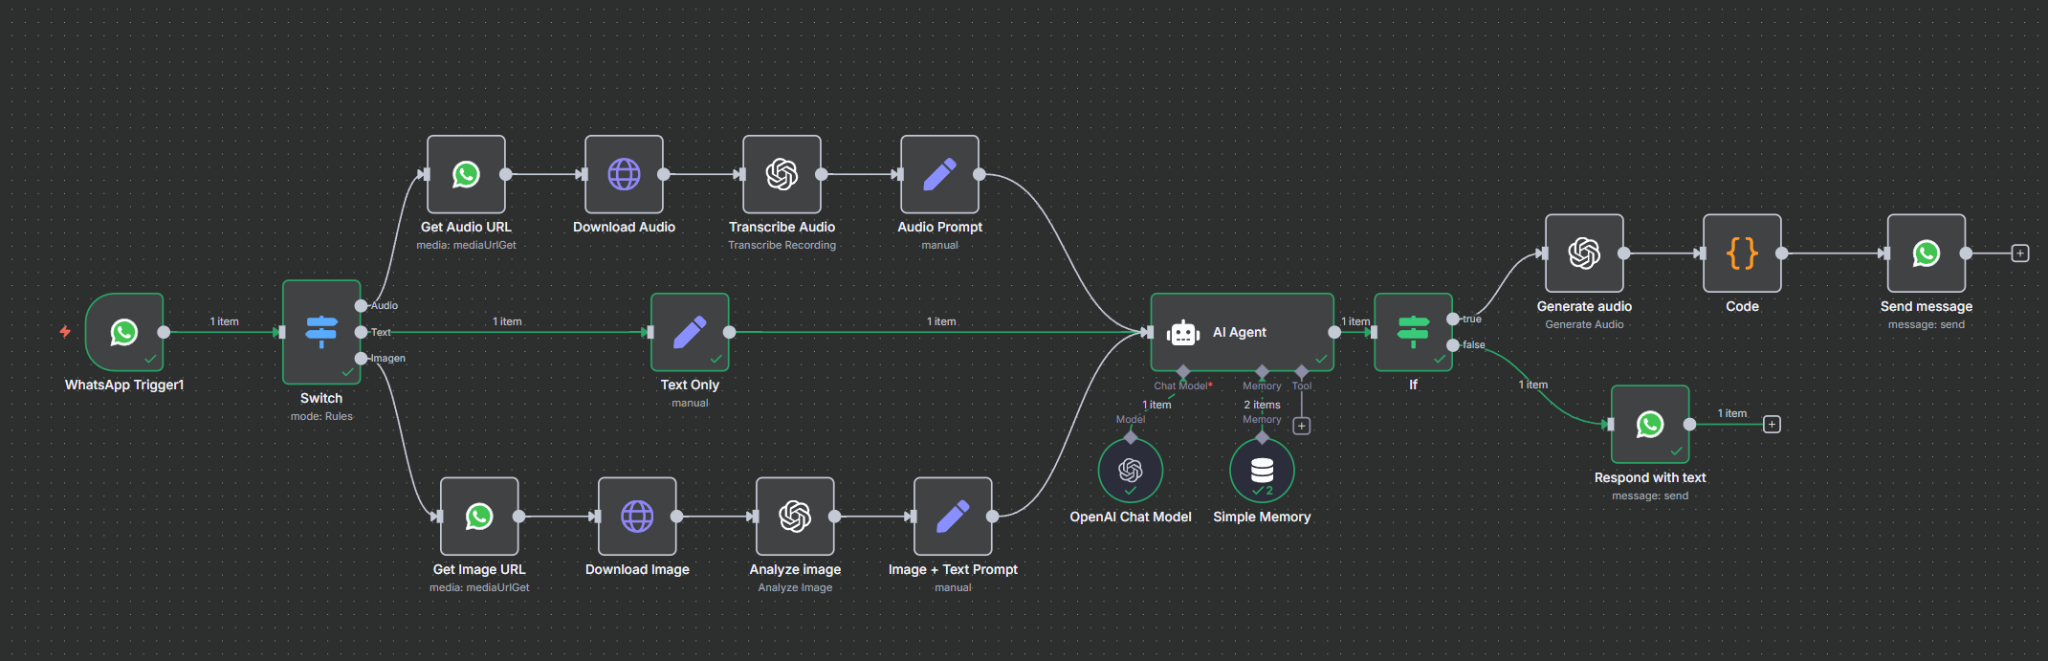 Get Audio URL
media: mediaUrlGet
Download Audio
Transcribe Audio
Transcribe Recording
Audio Prompt
manual
Generate audio
Generate Audio
Code
Send message
message: send
WhatsApp Trigger1
1 item
Switch
mode: Rules
Audio
Text
Imagen
1 item
Text Only
manual
1 item
AI Agent
Chat Model*
Memory
Tool
1 item
2 items
Model
Memory
OpenAI Chat Model
2
Simple Memory
1 item
If
true
false
1 item
Respond with text
message: send
1 item
Get Image URL
media: mediaUrlGet
Download Image
Analyze image
Analyze Image
Image + Text Prompt
manual